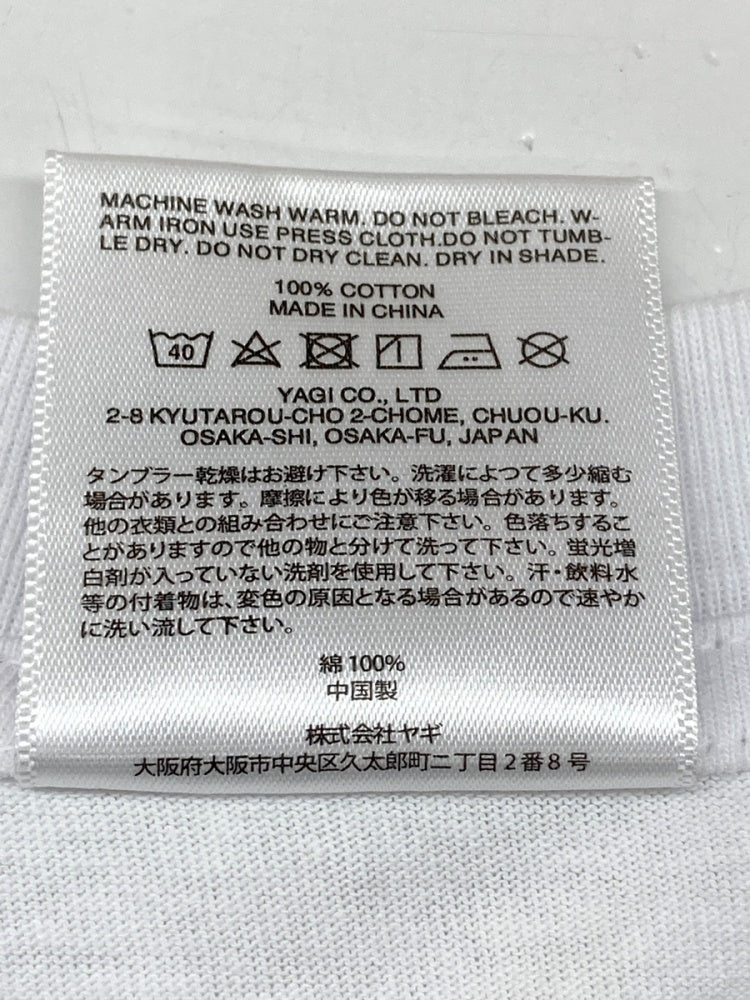 MACHINE WASH WARM. DO NOT BLEACH. W-
ARM IRON USE PRESS CLOTH.DO NOT TUMB-
LE DRY. DO NOT DRY CLEAN. DRY IN SHADE.
100% COTTON
MADE IN CHINA
40
YAGI CO., LTD
2-8 KYUTAROU-CHO 2-CHOME, CHUOU-KU.
OSAKA-SHI, OSAKA-FU, JAPAN
タンブラー乾燥はお避け下さい。洗濯によつて多少縮む
場合があります。摩擦により色が移る場合があります。
他の衣類との組み合わせにご注意下さい。色落ちするこ
とがありますので他の物と分けて洗って下さい。蛍光増
白剤が入っていない洗剤を使用して下さい。汗・飲料水
等の付着物は、変色の原因となる場合があるので速やか
に洗い流して下さい。
綿100%
中国製
株式会社ヤギ
大阪府大阪市中央区久太郎町二丁目2番8号